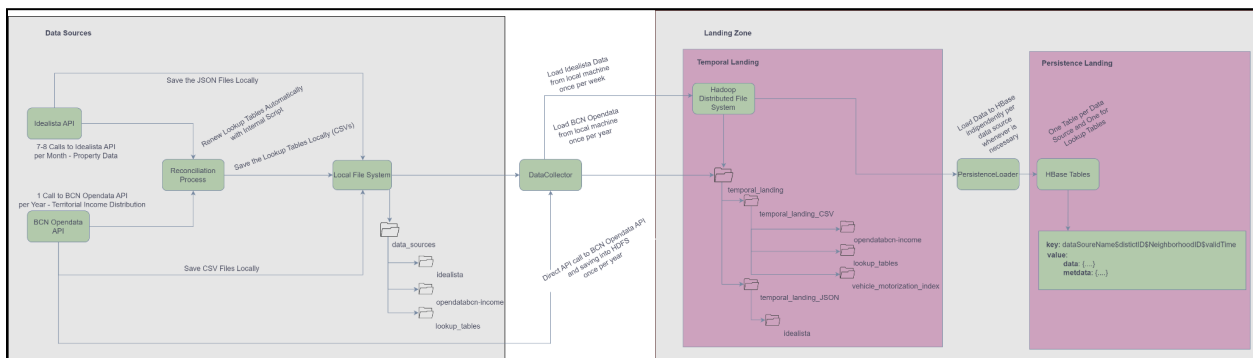 Data Sources
Save the JSON Files Locally
Idealista API
7-8 Calls to Idealista API
per Month - Property Data
Renew Lookup Tables Automatically
with Internal Script
Save the Lookup Tables Locally (CSVs)
Reconciliation
Process
Local File System
1 Call to BCN Opendata API
per Year - Territorial Income Distribution
BCN Opendata
API
Save CSV Files Locally
data_sources
idealista
opendatabcn-income
lookup_tables
Load Idealista Data
from local machine
once per week
Load BCN Opendata
from local machine
once per year
DataCollector
Direct API call to BCN Opendata API
and saving into HDFS
once per year
Landing Zone
Temporal Landing
Hadoop
Distributed File
System
temporal_landing
temporal_landing_CSV
opendatabcn-income
lookup_tables
vehicle_motorization_index
temporal_landing_JSON
idealista
Load Data to HBase
indipendently per
data source
whenever is
necessary
PersistenceLoader
Persistence Landing
One Table per Data
Source and One for
Lookup Tables
HBase Tables
key: dataSoureName$distictID$NeighborhoodID$validTime
value:
data: {....}
metdata: {....}